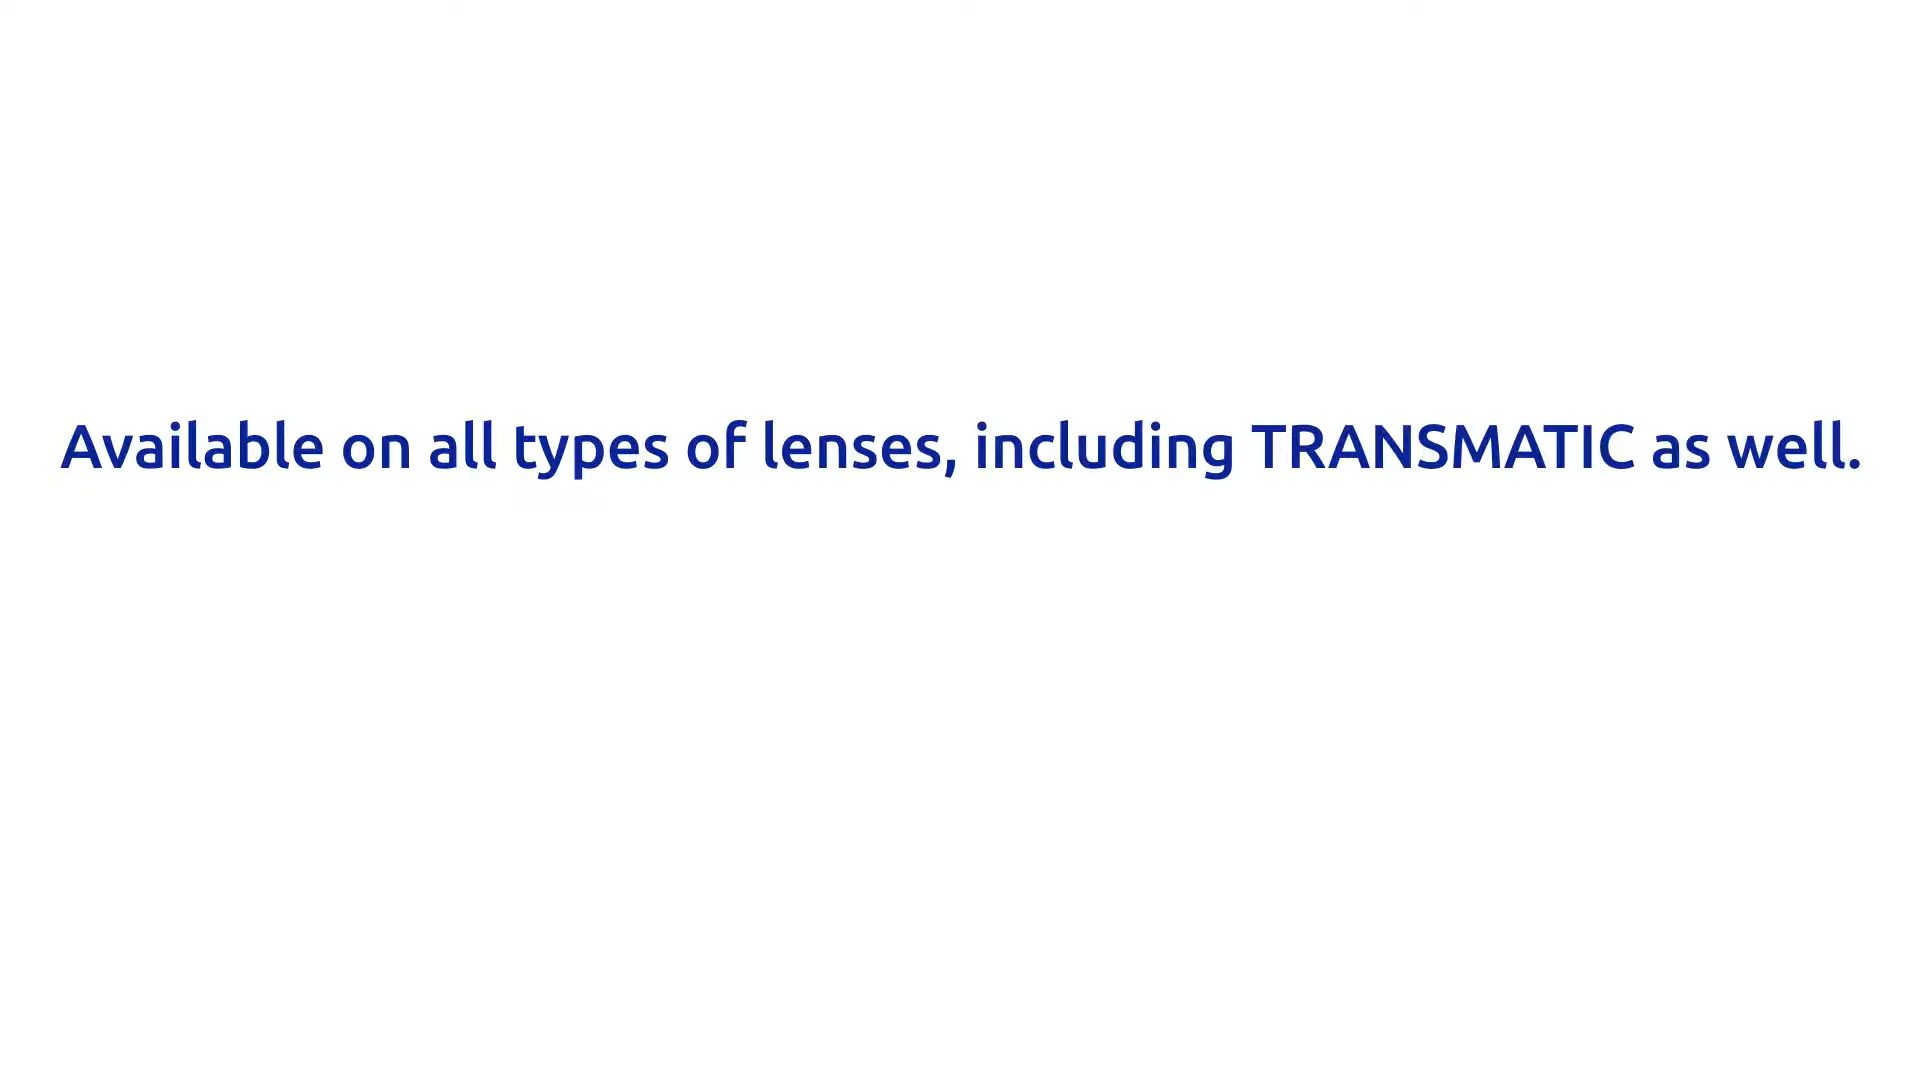 Available on all types of lenses, including TRANSMATIC as well.